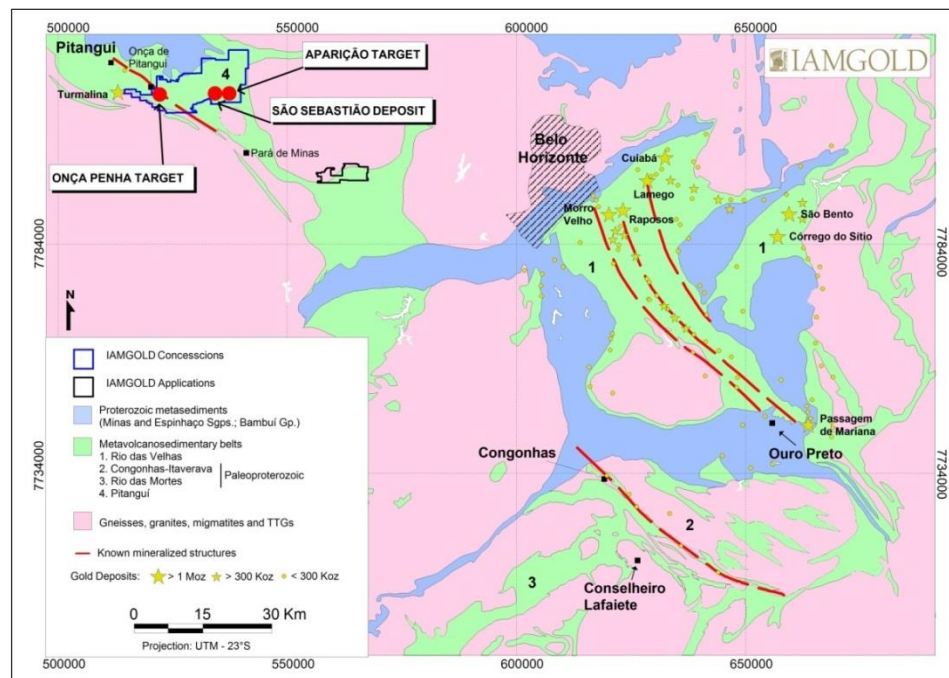 500000
550000
600000
650000
Pitangui
Onça de
Pitangui
4
APARIÇÃO TARGET
IAMGOLD
Turmalina
SÃO SEBASTIÃO DEPOSIT
Pará de Minas
ONÇA PENHA TARGET
Belo
Horizonte
Cuiabá
Lamego
Morro
Velho
Raposos
São Bento
Córrego do Sítio
7784000
7784000
1
1
N
IAMGOLD Concesscions
IAMGOLD Applications
Proterozoic metasediments
(Minas and Espinhaço Sgps.; Bambuí Gp.)
Metavolcanosedimentary belts
1. Rio das Velhas
2. Congonhas-Itaverava
3. Rio das Mortes
4. Pitanguí
Paleoproterozoic
Gneisses, granites, migmatites and TTGs
Known mineralized structures
Gold Deposits: > 1 Moz > 300 Koz < 300 Koz
0 15 30 Km
Projection: UTM - 23°S
Passagem
de Mariana
Ouro Preto
Congonhas
7734000
7734000
2
3
Conselheiro
Lafaiete
500000
550000
600000
650000